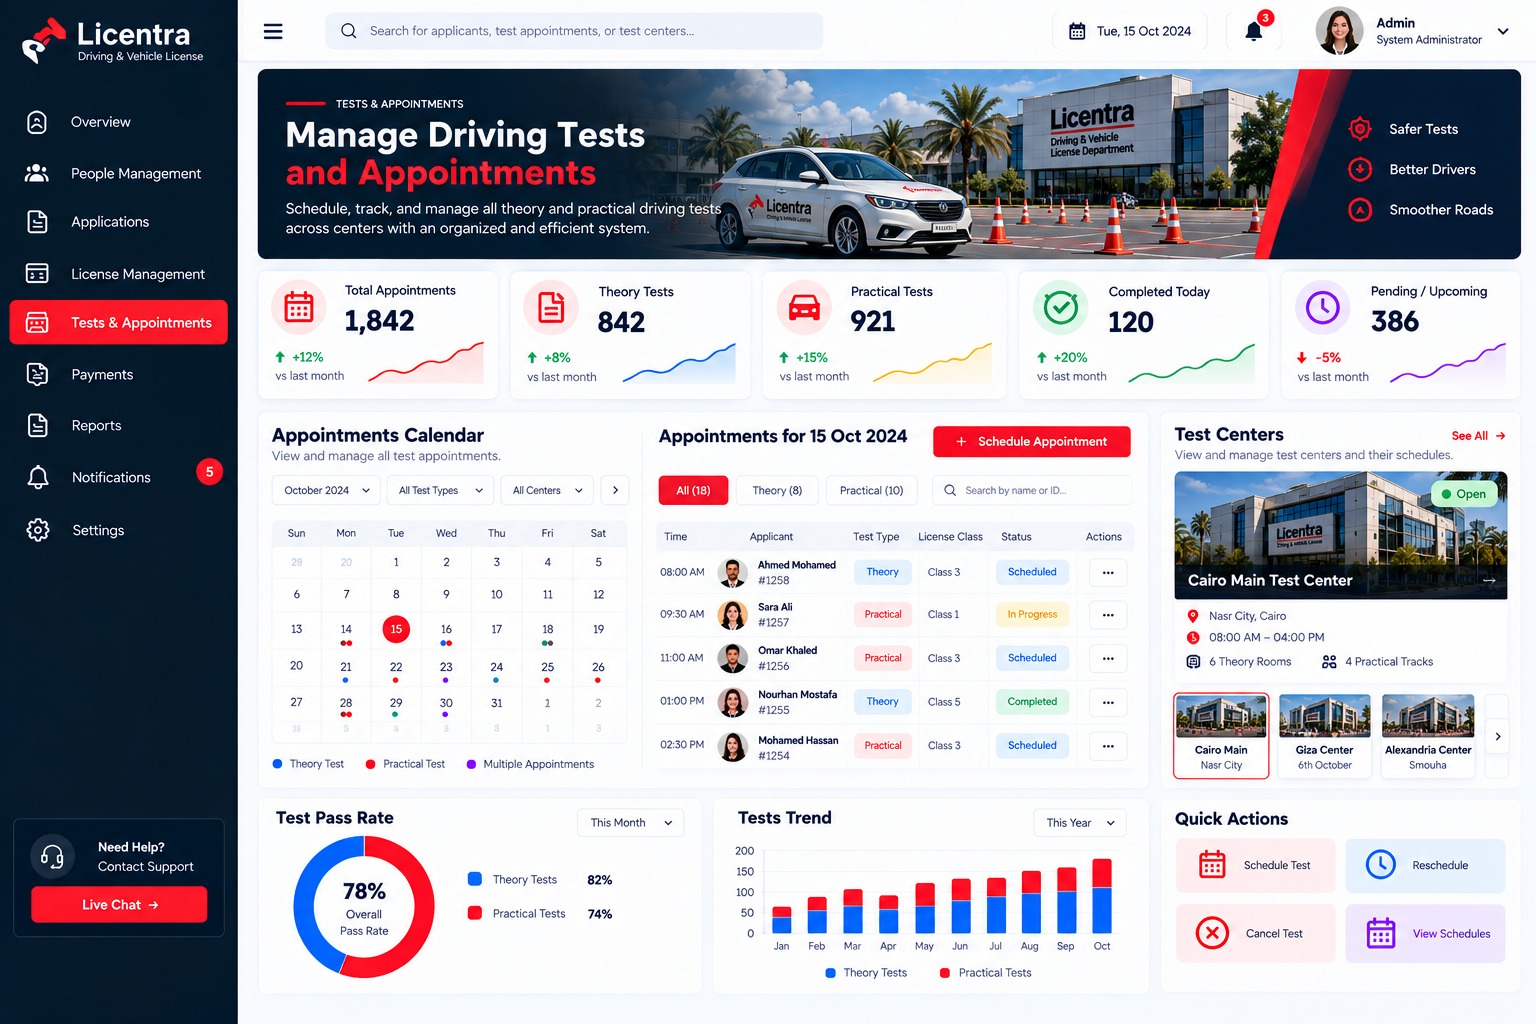 Licentra
Driving & Vehicle License
Overview
People Management
Applications
License Management
Tests & Appointments
Payments
Reports
Notifications
5
Settings
Need Help?
Contact Support
Live Chat →
Search for applicants, test appointments, or test centers...
Tue, 15 Oct 2024
3
Admin
System Administrator
TESTS & APPOINTMENTS
Manage Driving Tests
and Appointments
Schedule, track, and manage all theory and practical driving tests
across centers with an organized and efficient system.
Licentra
Licentra
Driving & Vehicle
License Department
Safer Tests
Better Drivers
Smoother Roads
Total Appointments
1,842
+12%
vs last month
Theory Tests
842
+8%
vs last month
Practical Tests
921
+15%
vs last month
Completed Today
120
+20%
vs last month
Pending / Upcoming
386
-5%
vs last month
Appointments Calendar
View and manage all test appointments.
October 2024
All Test Types
All Centers
Sun Mon Tue Wed Thu Fri Sat
28 20 1 2 3 4 5
6 7 8 9 10 11 12
13 14 15 16 17 18 19
20 21 22 23 24 25 26
27 28 29 30 31 1 2
Theory Test
Practical Test
Multiple Appointments
Appointments for 15 Oct 2024
+ Schedule Appointment
All (18)
Theory (8)
Practical (10)
Search by name or ID...
Time Applicant Test Type License Class Status Actions
08:00 AM Ahmed Mohamed Theory Class 3 Scheduled
#1258
09:30 AM Sara Ali Practical Class 1 In Progress
#1257
11:00 AM Omar Khaled Practical Class 3 Scheduled
#1256
01:00 PM Nourhan Mostafa Theory Class 5 Completed
#1255
02:30 PM Mohamed Hassan Practical Class 3 Scheduled
#1254
Test Centers
See All →
View and manage test centers and their schedules.
Open
Licentra
Cairo Main Test Center
Nasr City, Cairo
08:00 AM – 04:00 PM
6 Theory Rooms
4 Practical Tracks
Cairo Main
Nasr City
Giza Center
6th October
Alexandria Center
Smouha
Test Pass Rate
This Month
78%
Overall
Pass Rate
Theory Tests 82%
Practical Tests 74%
Tests Trend
This Year
200
150
100
50
0
Jan Feb Mar Apr May Jun Jul Aug Sep Oct
Theory Tests
Practical Tests
Quick Actions
Schedule Test
Reschedule
Cancel Test
View Schedules